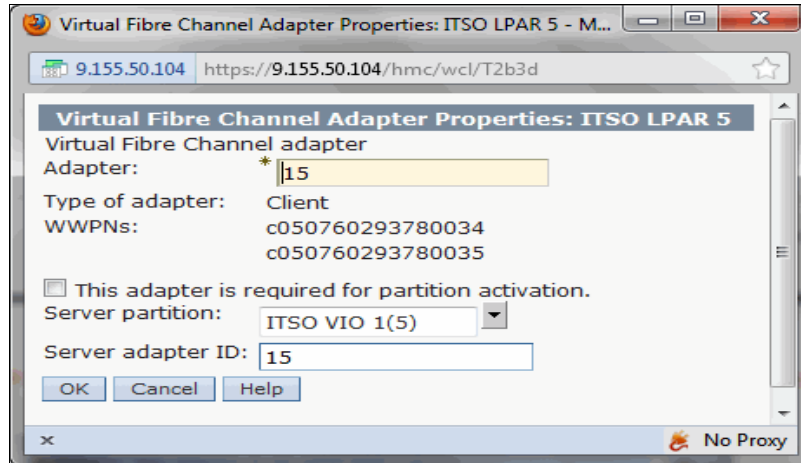 Virtual Fibre Channel Adapter Properties: ITSO LPAR 5 - M...
9.155.50.104 https://9.155.50.104/hmc/wcl/T2b3d
Virtual Fibre Channel Adapter Properties: ITSO LPAR 5
Virtual Fibre Channel adapter
Adapter: * 15
Type of adapter: Client
WWPNs: c050760293780034
c050760293780035
This adapter is required for partition activation.
Server partition: ITSO VIO 1(5)
Server adapter ID: 15
OK Cancel Help
× No Proxy